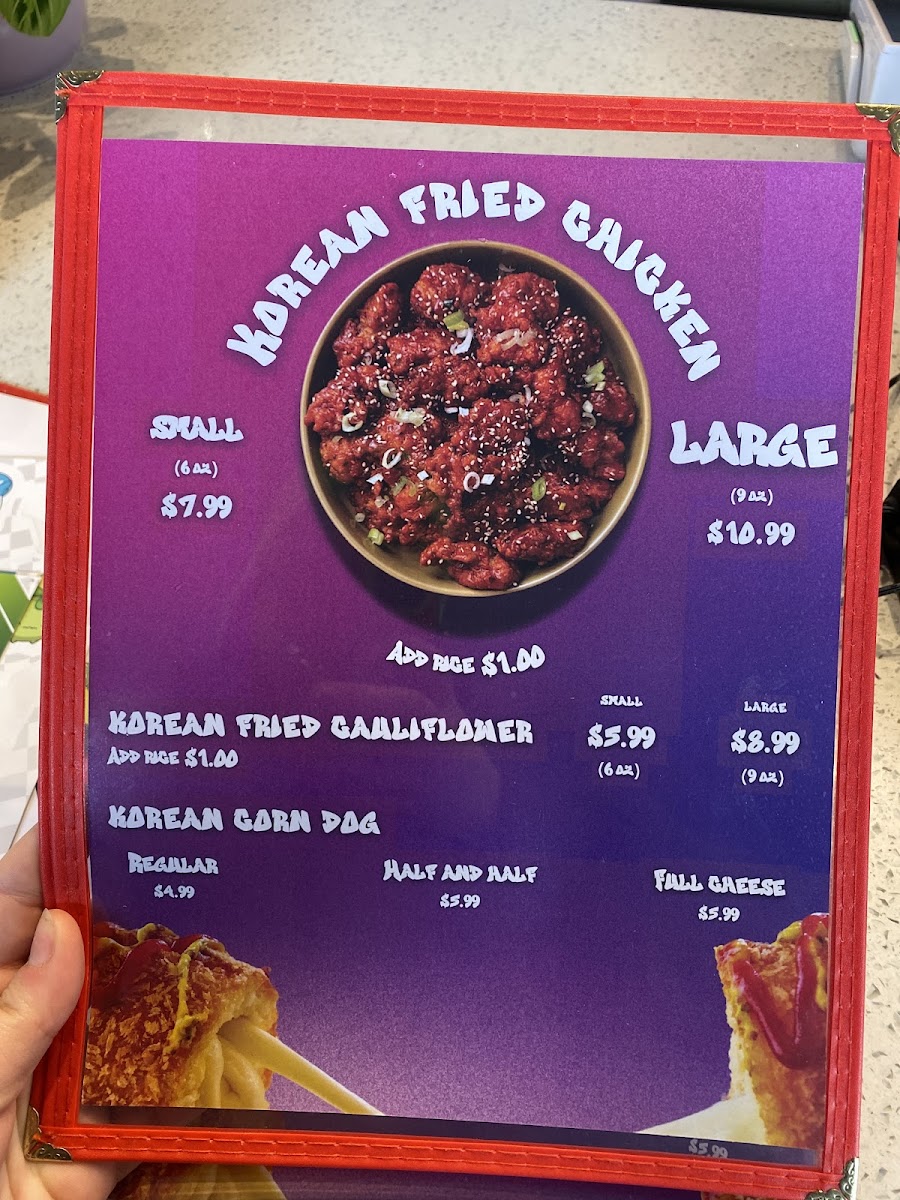 KOREAN FRIED CHICKEN
SMALL
(6 OZ)
$7.99
LARGE
(9 OZ)
$10.99
ADD RICE $1.00
KOREAN FRIED CAULIFLOWER
ADD RICE $1.00
SMALL
$5.99
(6 OZ)
LARGE
$8.99
(9 OZ)
KOREAN CORN DOG
REGULAR
$4.99
HALF AND HALF
$5.99
FULL CHEESE
$5.99
$5.99